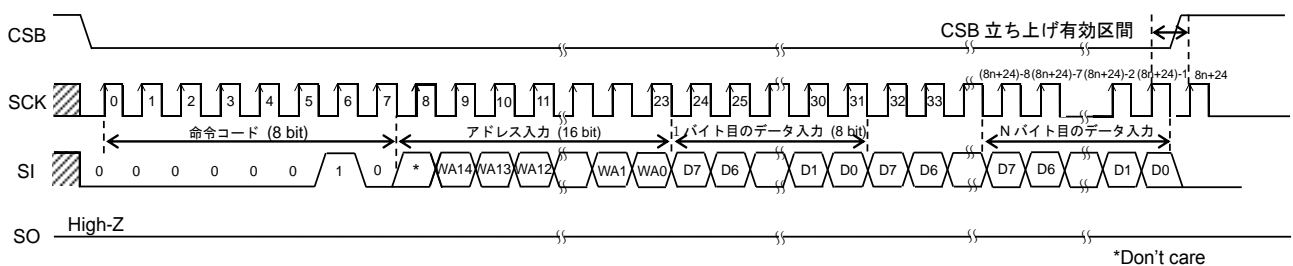 CSB
CSB 立ち上げ有効区間
SCK
0 1 2 3 4 5 6 7 8 9 10 11 23 24 25 30 31 32 33 (8n+24)-8 (8n+24)-7 (8n+24)-2 (8n+24)-1 8n+24
命令コード (8 bit) アドレス入力 (16 bit) 1 バイト目のデータ入力 (8 bit) N バイト目のデータ入力
SI
0 0 0 0 0 0 1 0 * WA14 WA13 WA12 WA1 WA0 D7 D6 D1 D0 D7 D6 D7 D6 D1 D0
SO
High-Z
*Don't care